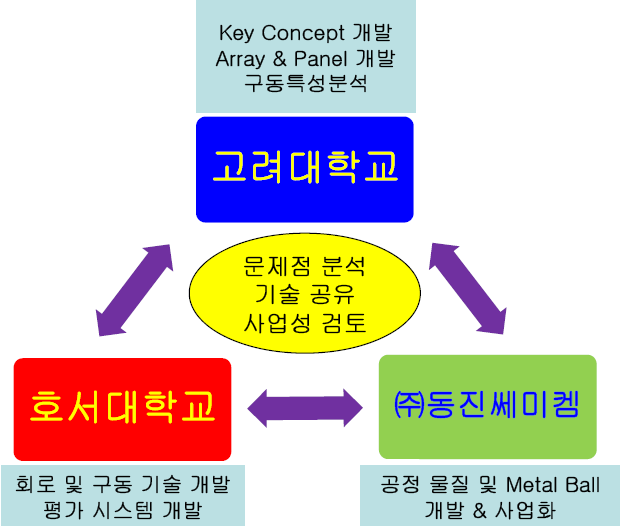 Key Concept 개발
Array & Panel 개발
구동특성분석
고려대학교
문제점 분석
기술 공유
사업성 검토
호서대학교
㈜동진쎄미켐
회로 및 구동 기술 개발
평가 시스템 개발
공정 물질 및 Metal Ball
개발 & 사업화